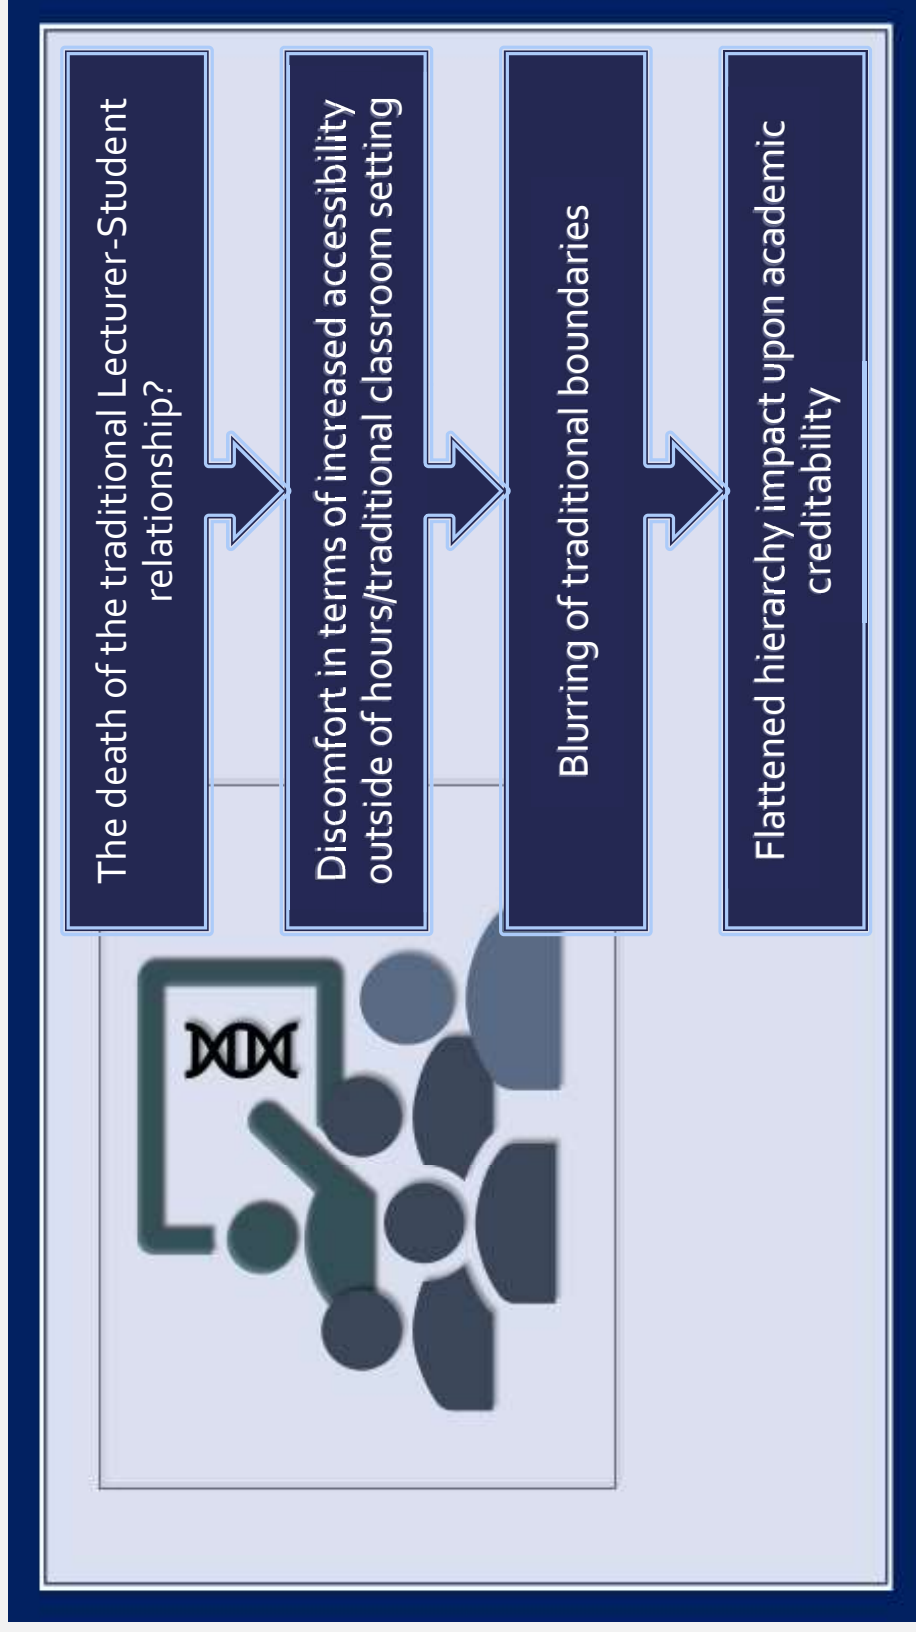 The death of the traditional Lecturer-Student
relationship?
Discomfort in terms of increased accessibility
outside of hours/traditional classroom setting
Blurring of traditional boundaries
Flattened hierarchy impact upon academic
creditability